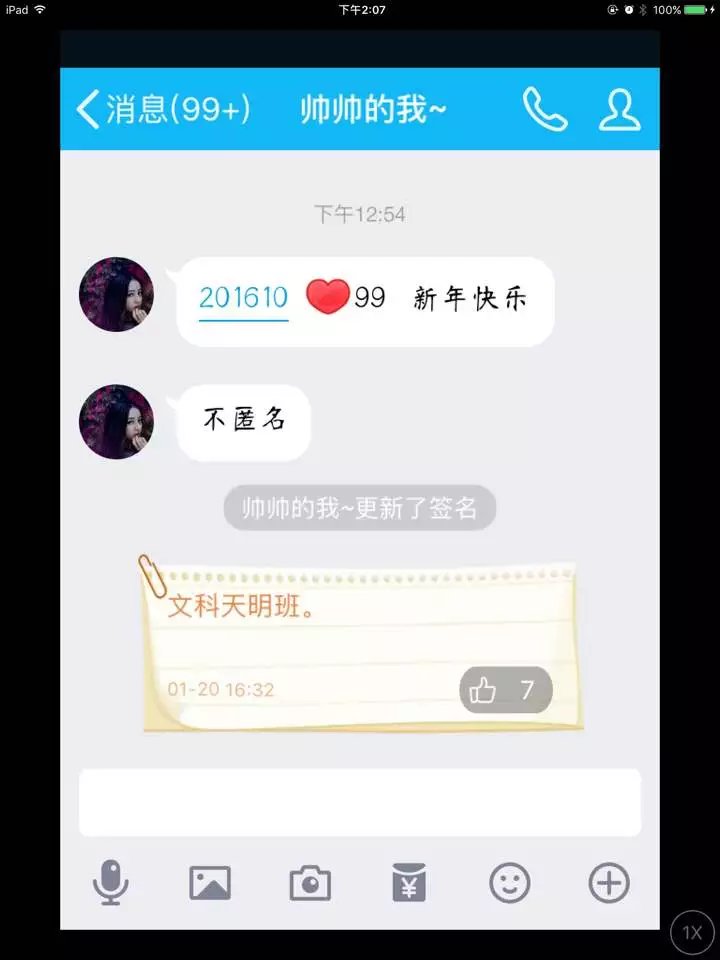 iPad 下午2:07 100%
消息(99+) 帅帅的我~
下午12:54
201610 ❤99 新年快乐
不匿名
帅帅的我~更新了签名
文科天明班。
01-20 16:32 7
¥
1X